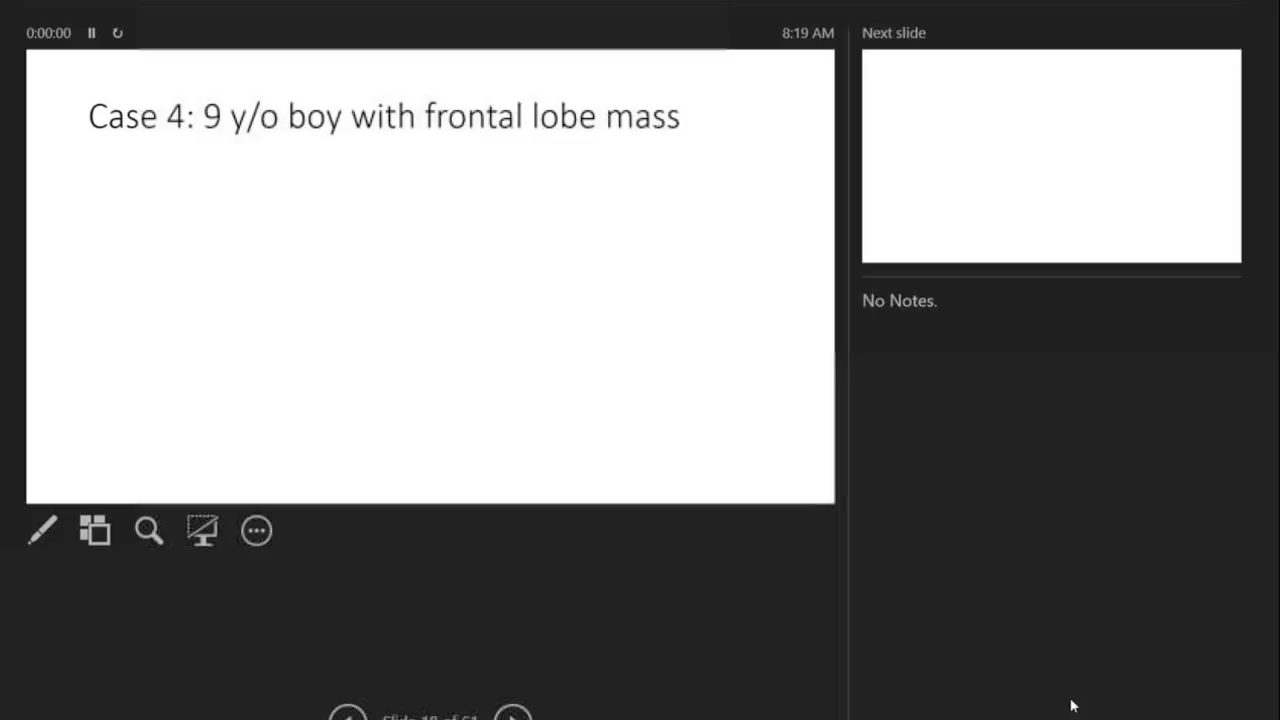 0:00:00
8:19 AM
Next slide
Case 4: 9 y/o boy with frontal lobe mass
No Notes.